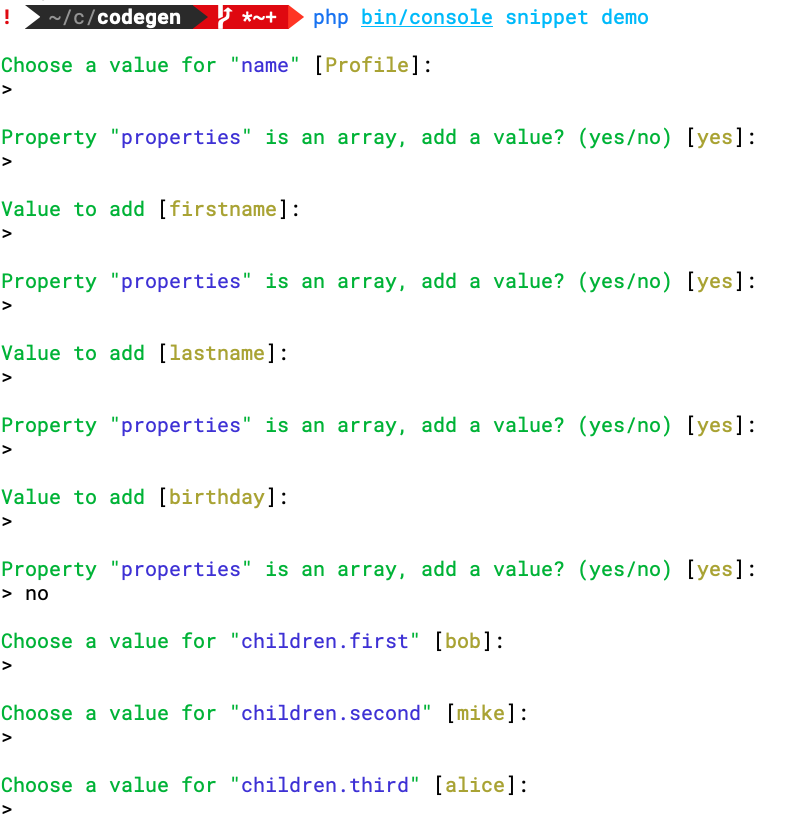 ! ~/c/codegen *~+ php bin/console snippet demo
Choose a value for "name" [Profile]:
>
Property "properties" is an array, add a value? (yes/no) [yes]:
>
Value to add [firstname]:
>
Property "properties" is an array, add a value? (yes/no) [yes]:
>
Value to add [lastname]:
>
Property "properties" is an array, add a value? (yes/no) [yes]:
>
Value to add [birthday]:
>
Property "properties" is an array, add a value? (yes/no) [yes]:
> no
Choose a value for "children.first" [bob]:
>
Choose a value for "children.second" [mike]:
>
Choose a value for "children.third" [alice]:
>